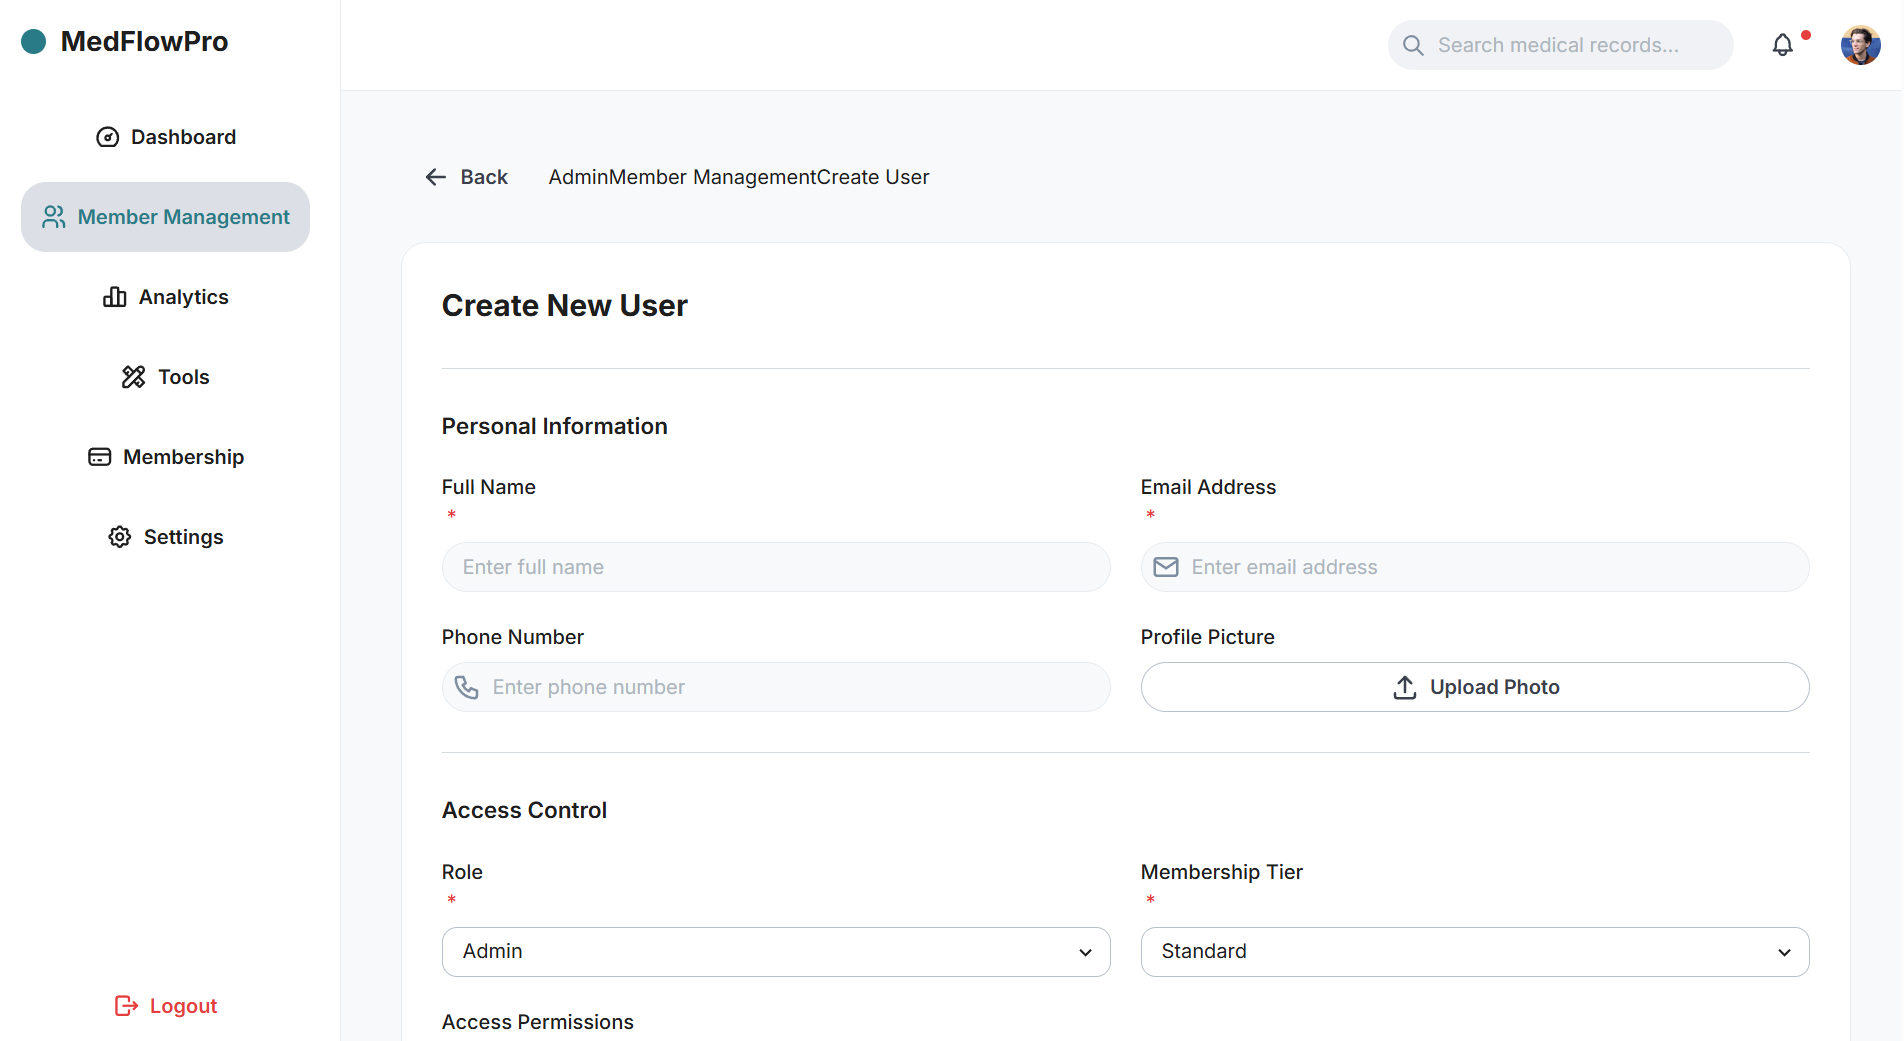 MedFlowPro
Search medical records...
Dashboard
Member Management
Analytics
Tools
Membership
Settings
Logout
Back
AdminMember ManagementCreate User
Create New User
Personal Information
Full Name
*
Enter full name
Email Address
*
Enter email address
Phone Number
Enter phone number
Profile Picture
Upload Photo
Access Control
Role
*
Admin
Membership Tier
*
Standard
Access Permissions